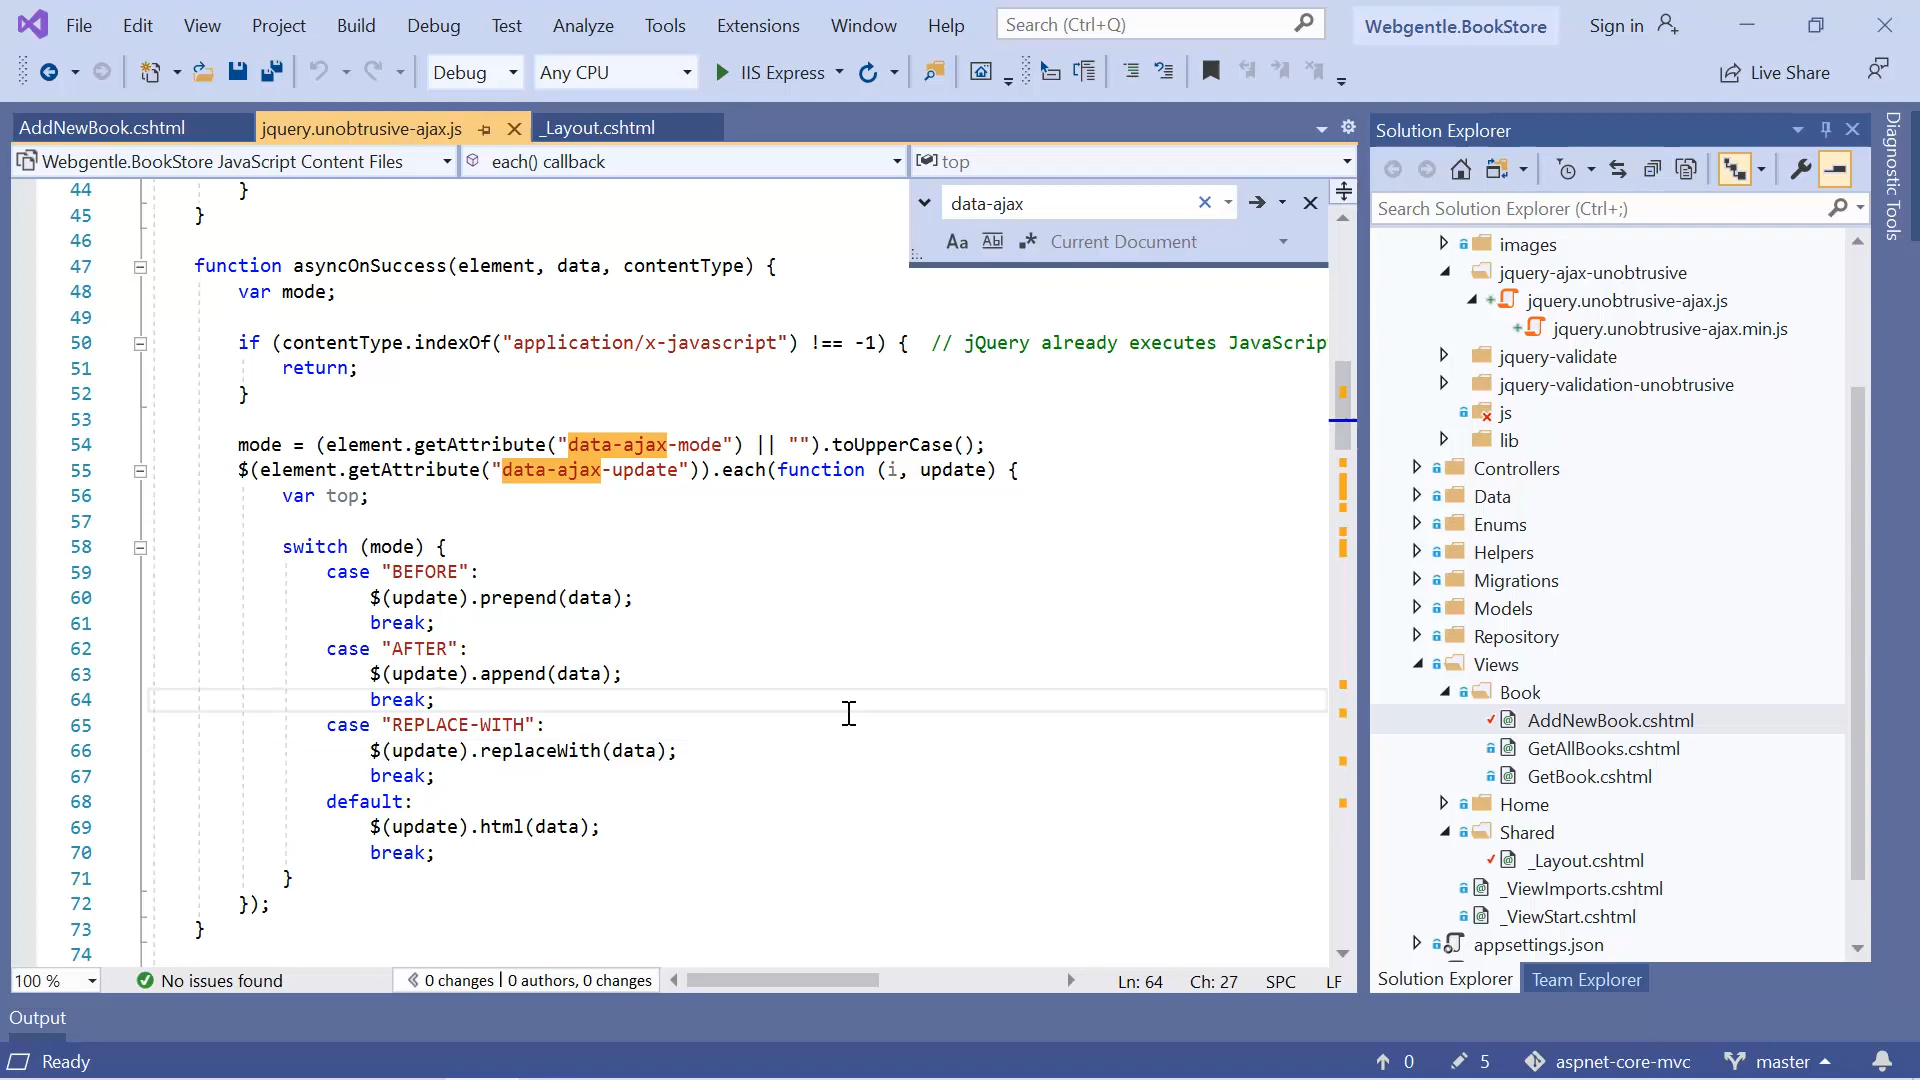 File Edit View Project Build Debug Test Analyze Tools Extensions Window Help Search (Ctrl+Q) Webgentle.BookStore Sign in
Debug Any CPU IIS Express Live Share
AddNewBook.cshtml jquery.unobtrusive-ajax.js _Layout.cshtml
Webgentle.BookStore JavaScript Content Files each() callback top
data-ajax
Aa Abl Current Document
44 }
45 }
46
47 function asyncOnSuccess(element, data, contentType) {
48 var mode;
49
50 if (contentType.indexOf("application/x-javascript") !== -1) { // jQuery already executes JavaScrip
51 return;
52 }
53
54 mode = (element.getAttribute("data-ajax-mode") || "").toUpperCase();
55 $(element.getAttribute("data-ajax-update")).each(function (i, update) {
56 var top;
57
58 switch (mode) {
59 case "BEFORE":
60 $(update).prepend(data);
61 break;
62 case "AFTER":
63 $(update).append(data);
64 break;
65 case "REPLACE-WITH":
66 $(update).replaceWith(data);
67 break;
68 default:
69 $(update).html(data);
70 break;
71 }
72 });
73 }
74
100 % No issues found 0 changes | 0 authors, 0 changes Ln: 64 Ch: 27 SPC LF
Solution Explorer
Search Solution Explorer (Ctrl+;)
images
jquery-ajax-unobtrusive
jquery.unobtrusive-ajax.js
jquery.unobtrusive-ajax.min.js
jquery-validate
jquery-validation-unobtrusive
js
lib
Controllers
Data
Enums
Helpers
Migrations
Models
Repository
Views
Book
AddNewBook.cshtml
GetAllBooks.cshtml
GetBook.cshtml
Home
Shared
_Layout.cshtml
_ViewImports.cshtml
_ViewStart.cshtml
appsettings.json
Solution Explorer Team Explorer
Diagnostic Tools
Output
Ready 0 5 aspnet-core-mvc master